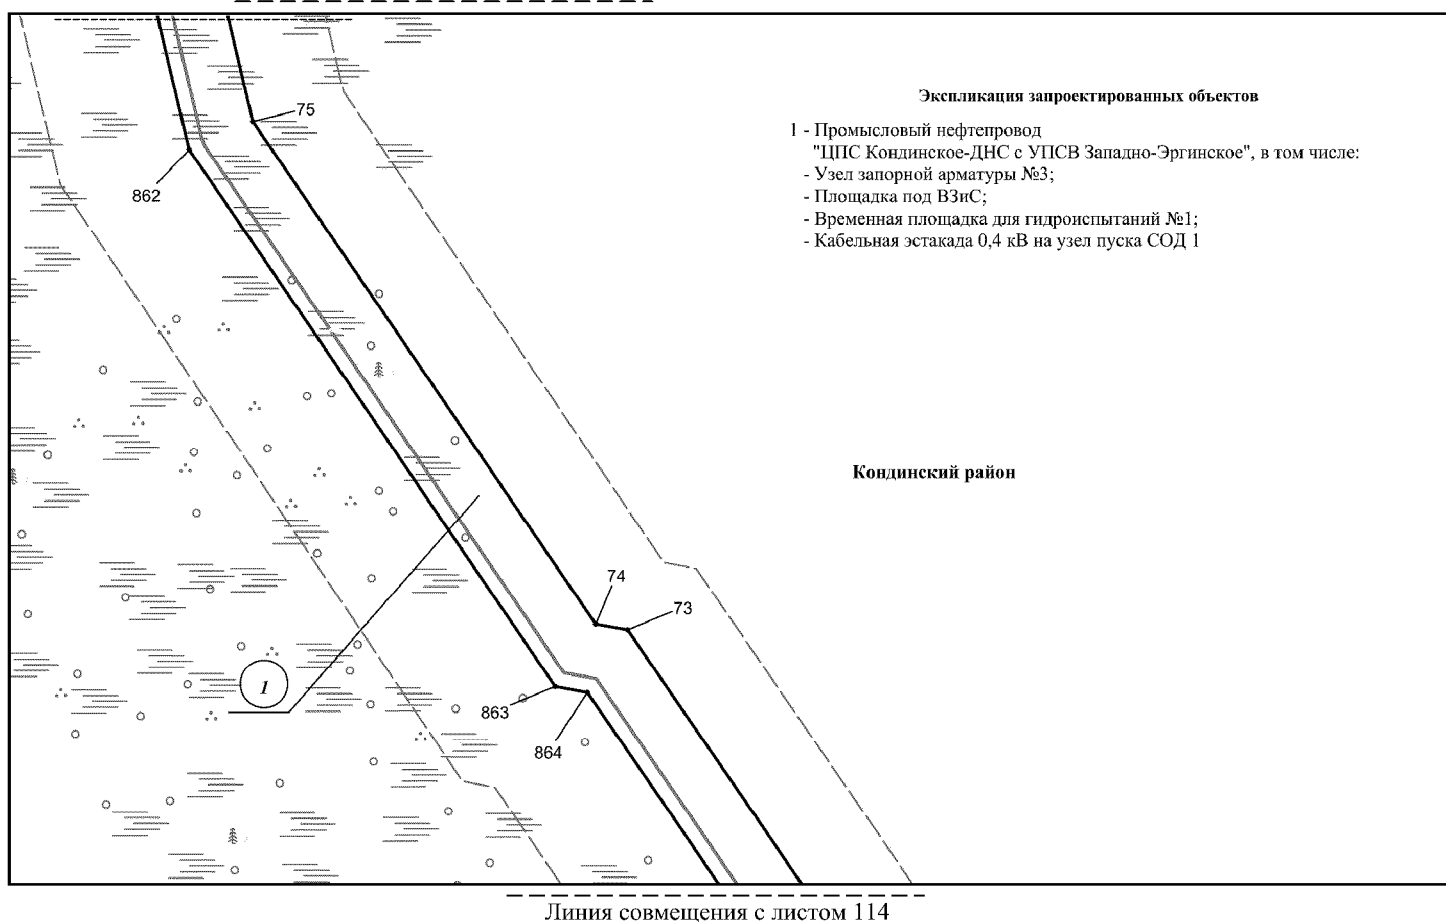 Экспликация запроектированных объектов
1 - Промысловый нефтепровод
"ЦПС Кондинское-ДНС с УПСВ Западно-Эргинское", в том числе:
- Узел запорной арматуры №3;
- Площадка под ВЗиС;
- Временная площадка для гидроиспытаний №1;
- Кабельная эстакада 0,4 кВ на узел пуска СОД 1
75
862
Кондинский район
74
73
1
863
864
Линия совмещения с листом 114